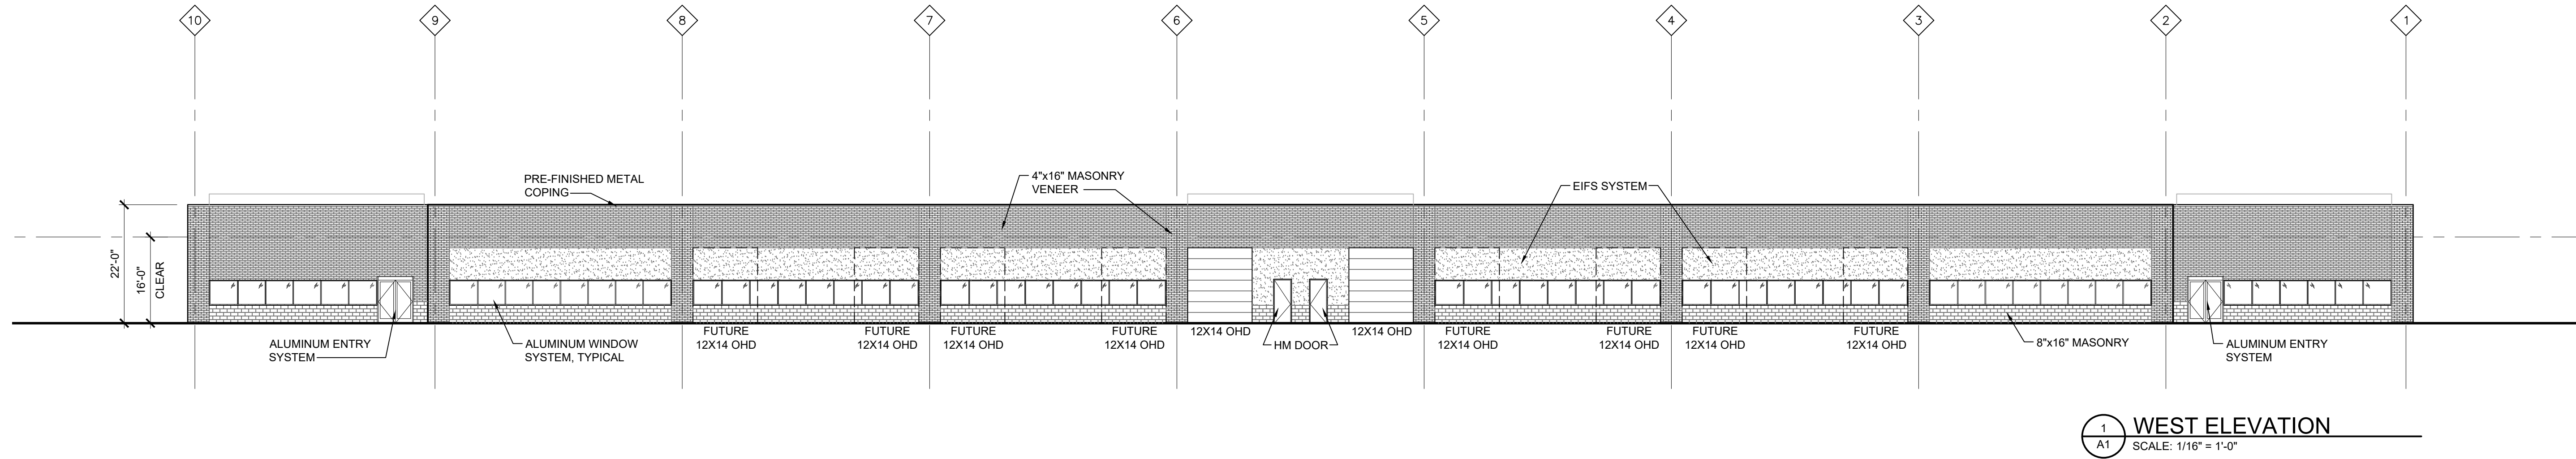 10 9 8 7 6 5 4 3 2 1
PRE-FINISHED METAL
COPING
4"x16" MASONRY
VENEER
EIFS SYSTEM
22'-0"
16'-0"
CLEAR
ALUMINUM ENTRY
SYSTEM
ALUMINUM WINDOW
SYSTEM, TYPICAL
FUTURE
12X14 OHD
FUTURE
12X14 OHD
FUTURE
12X14 OHD
FUTURE
12X14 OHD
12X14 OHD
HM DOOR
12X14 OHD
FUTURE
12X14 OHD
FUTURE
12X14 OHD
FUTURE
12X14 OHD
FUTURE
12X14 OHD
8"x16" MASONRY
ALUMINUM ENTRY
SYSTEM
1
A1
WEST ELEVATION
SCALE: 1/16" = 1'-0"